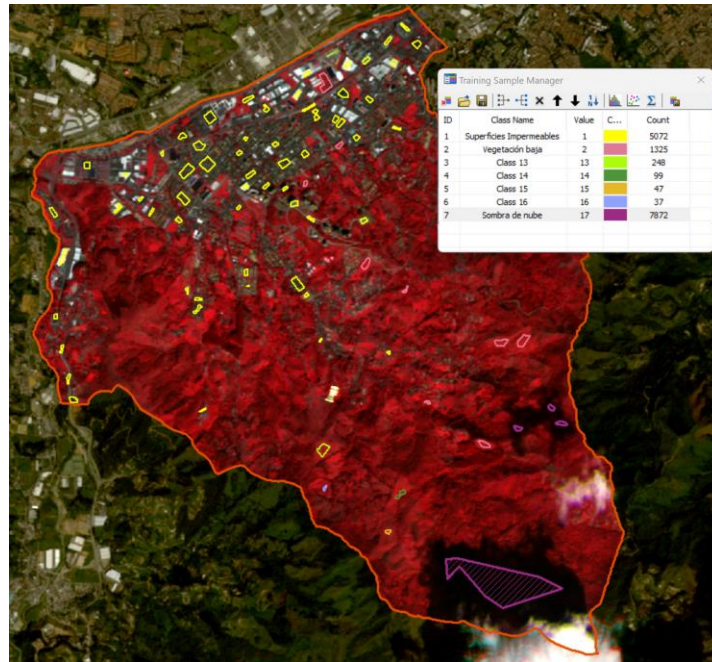 Training Sample Manager
ID Class Name Value C... Count
1 Superficies Impermeables 1 5072
2 Vegetación baja 2 1325
3 Class 13 13 248
4 Class 14 14 99
5 Class 15 15 47
6 Class 16 16 37
7 Sombra de nube 17 7872